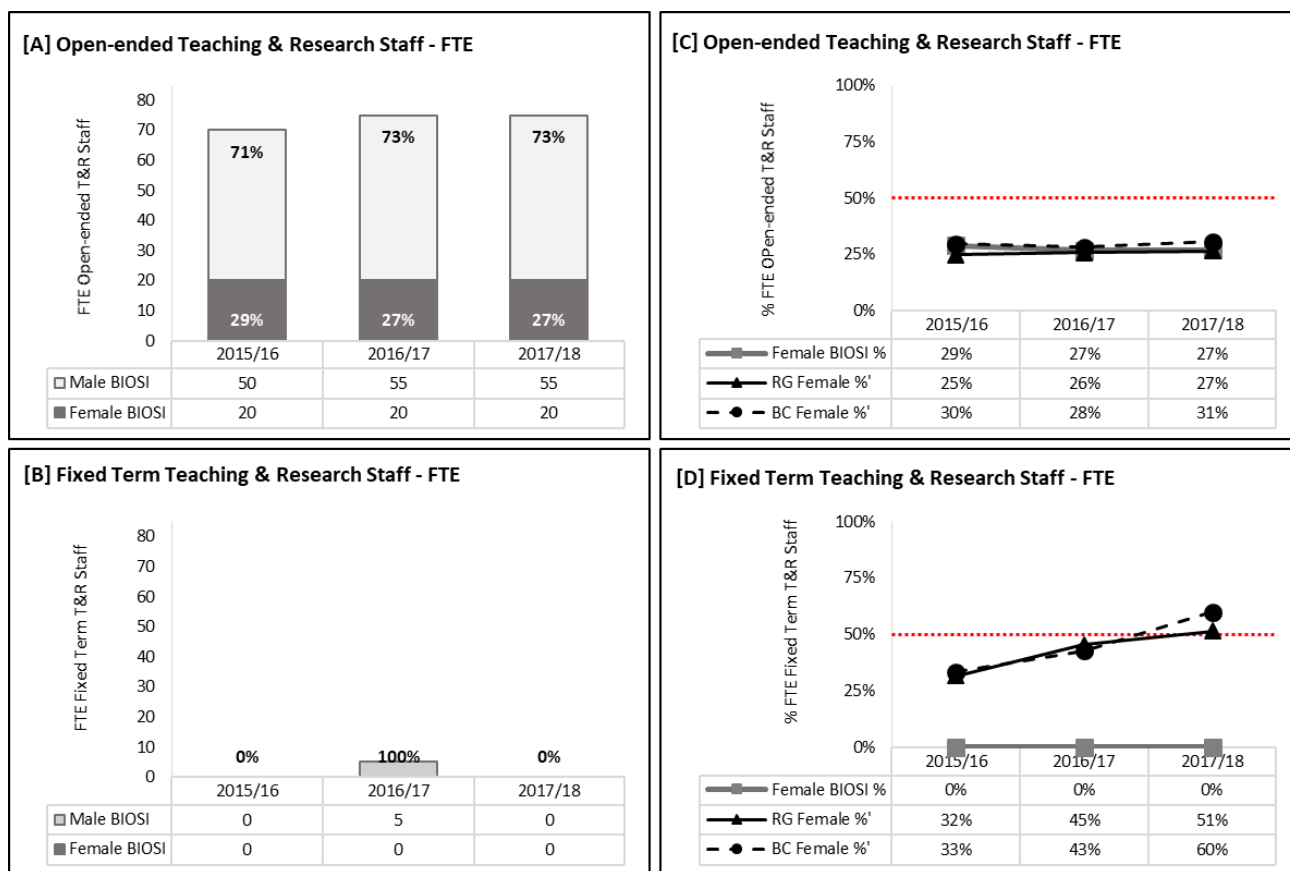 [A] Open-ended Teaching & Research Staff - FTE
FTE Open-ended T&R Staff
80
70
60
50
40
30
20
10
0
71%
73%
73%
29%
27%
27%
2015/16 2016/17 2017/18
Male BIOSI 50 55 55
Female BIOSI 20 20 20
[C] Open-ended Teaching & Research Staff - FTE
% FTE OPen-ended T&R Staff
100%
75%
50%
25%
0%
2015/16 2016/17 2017/18
Female BIOSI % 29% 27% 27%
RG Female %' 25% 26% 27%
BC Female %' 30% 28% 31%
[B] Fixed Term Teaching & Research Staff - FTE
FTE Fixed Term T&R Staff
80
70
60
50
40
30
20
10
0
0% 100% 0%
2015/16 2016/17 2017/18
Male BIOSI 0 5 0
Female BIOSI 0 0 0
[D] Fixed Term Teaching & Research Staff - FTE
% FTE Fixed Term T&R Staff
100%
75%
50%
25%
0%
2015/16 2016/17 2017/18
Female BIOSI % 0% 0% 0%
RG Female %' 32% 45% 51%
BC Female %' 33% 43% 60%